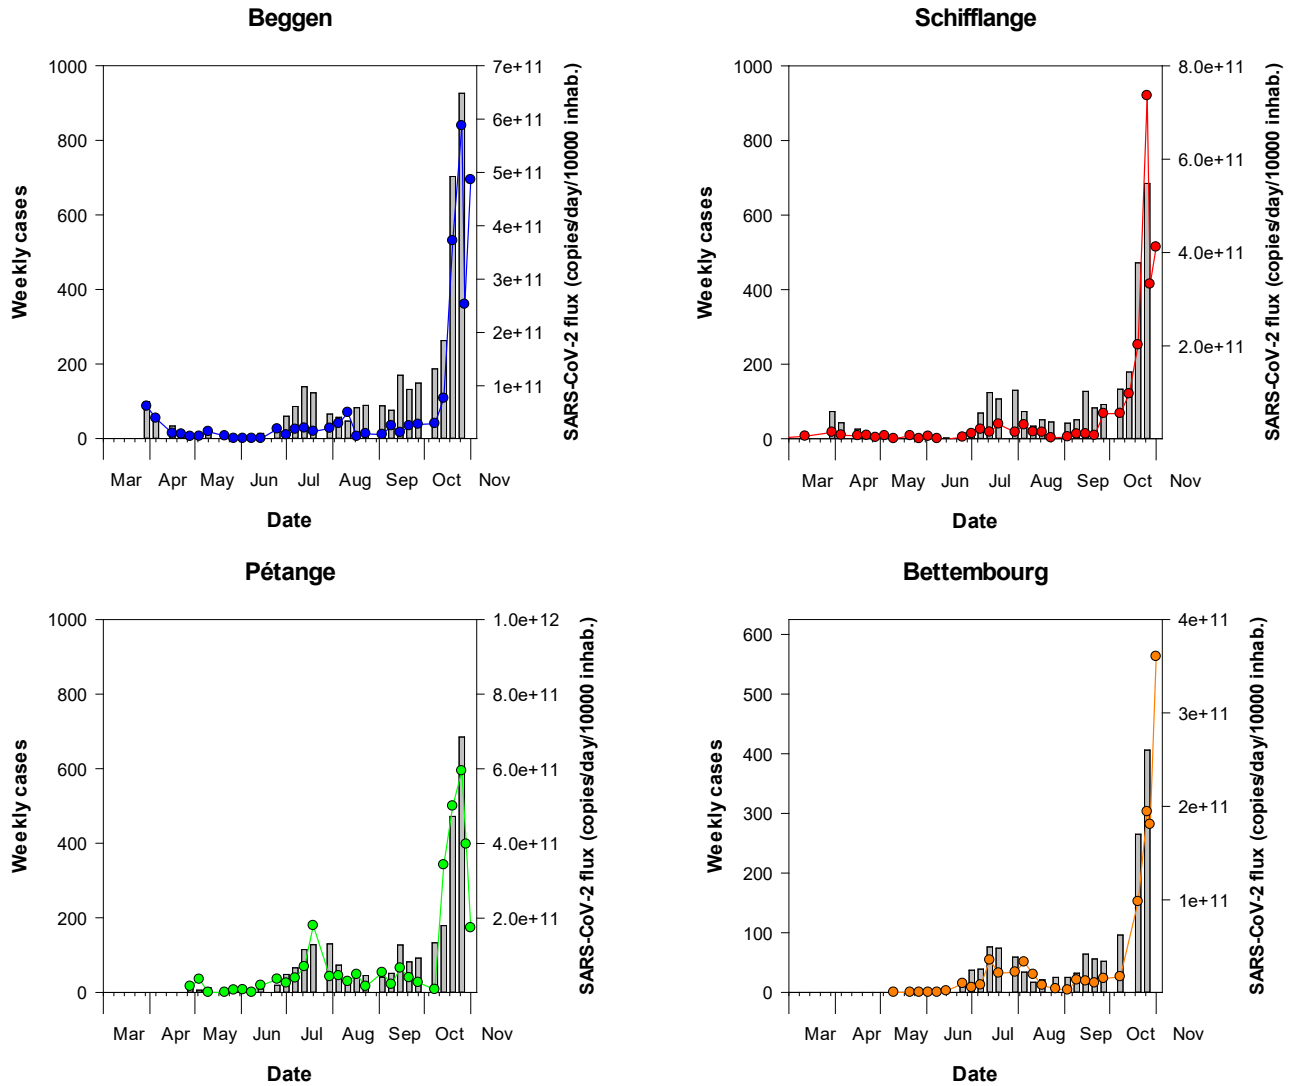 Beggen
1000
800
600
400
200
0
Weekly cases
7e+11
6e+11
5e+11
4e+11
3e+11
2e+11
1e+11
SARS-CoV-2 flux (copies/day/10000 inhab.)
Mar Apr May Jun Jul Aug Sep Oct Nov
Date
Schifflange
1000
800
600
400
200
0
Weekly cases
8.0e+11
6.0e+11
4.0e+11
2.0e+11
SARS-CoV-2 flux (copies/day/10000 inhab.)
Mar Apr May Jun Jul Aug Sep Oct Nov
Date
Pétange
1000
800
600
400
200
0
Weekly cases
1.0e+12
8.0e+11
6.0e+11
4.0e+11
2.0e+11
SARS-CoV-2 flux (copies/day/10000 inhab.)
Mar Apr May Jun Jul Aug Sep Oct Nov
Date
Bettembourg
600
500
400
300
200
100
0
Weekly cases
4e+11
3e+11
2e+11
1e+11
SARS-CoV-2 flux (copies/day/10000 inhab.)
Mar Apr May Jun Jul Aug Sep Oct Nov
Date